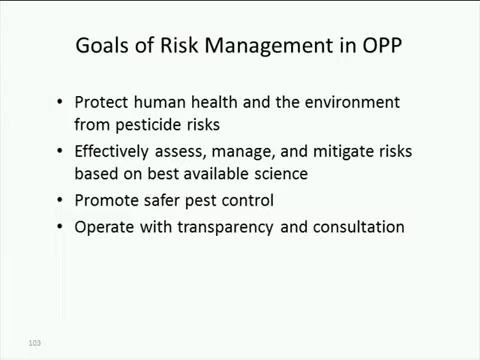 Goals of Risk Management in OPP
• Protect human health and the environment
from pesticide risks
• Effectively assess, manage, and mitigate risks
based on best available science
• Promote safer pest control
• Operate with transparency and consultation
103